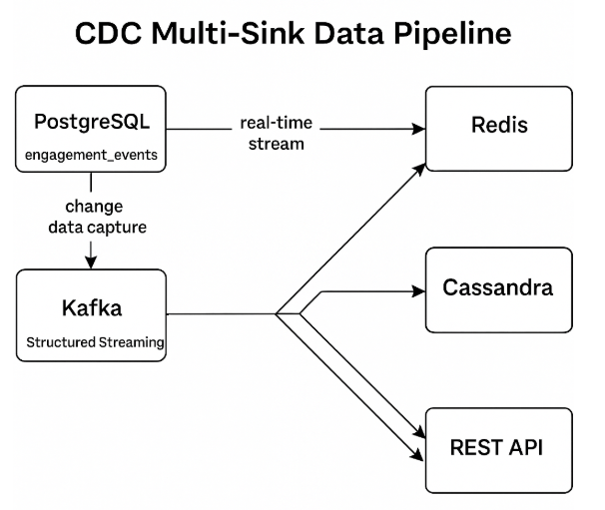 CDC Multi-Sink Data Pipeline
PostgreSQL
engagement_events
real-time
stream
Redis
change
data capture
Kafka
Structured Streaming
Cassandra
REST API